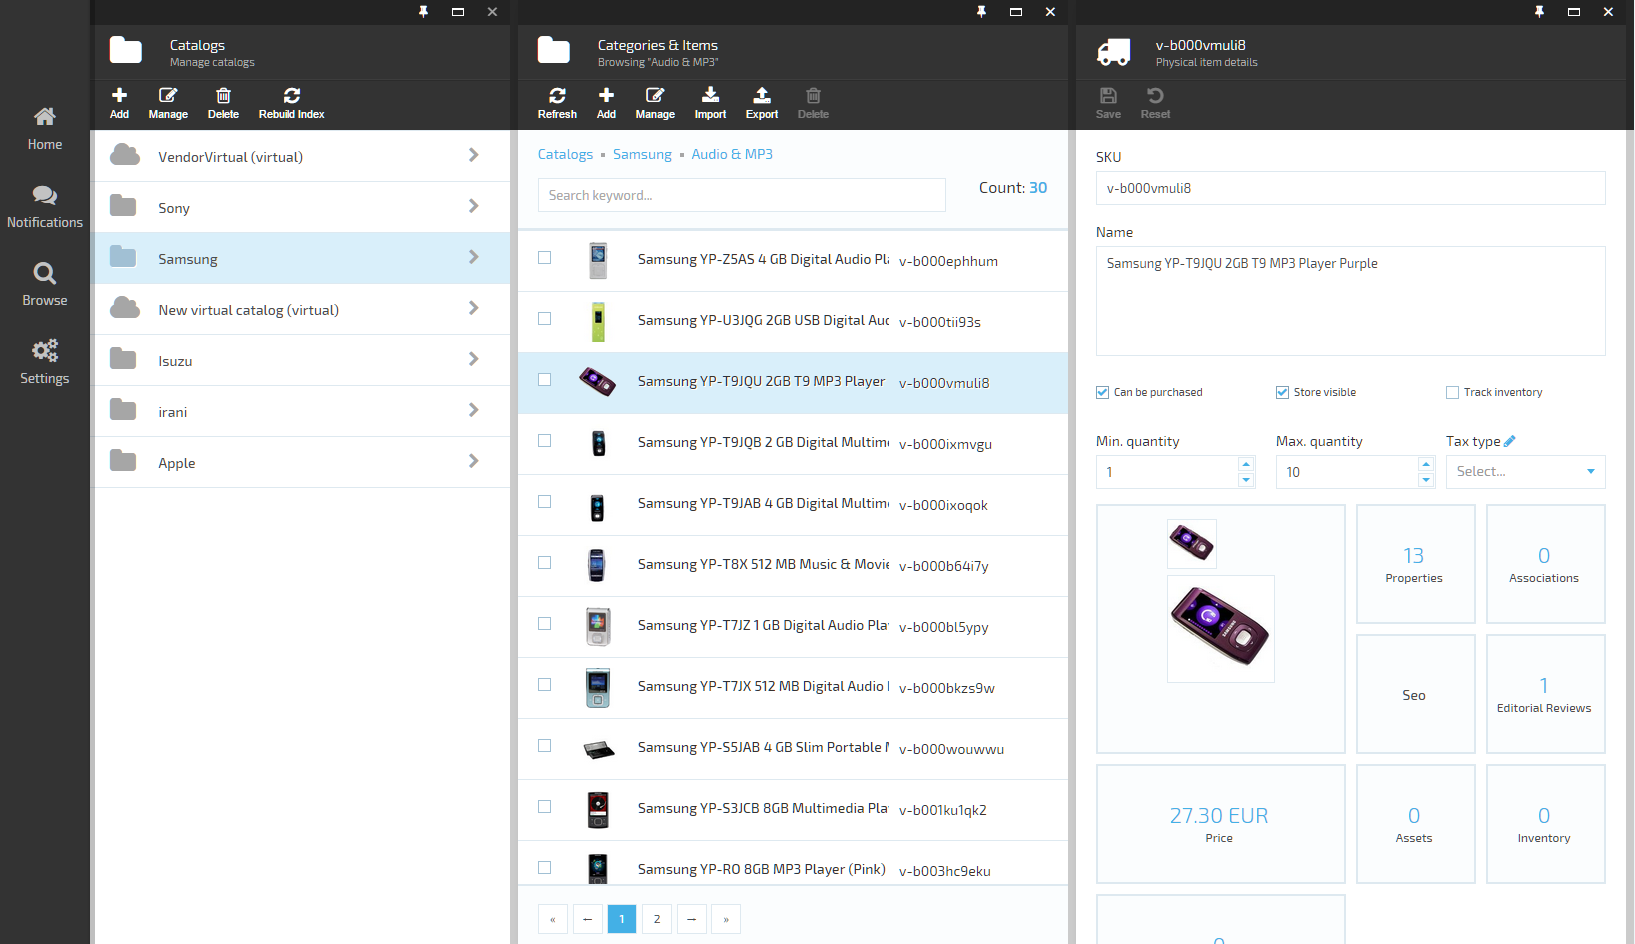 Home
Notifications
Browse
Settings
Catalogs
Manage catalogs
Add
Manage
Delete
Rebuild Index
VendorVirtual (virtual)
Sony
Samsung
New virtual catalog (virtual)
Isuzu
irani
Apple
Categories & Items
Browsing "Audio & MP3"
Refresh
Add
Manage
Import
Export
Delete
Catalogs ▪ Samsung ▪ Audio & MP3
Search keyword...
Count: 30
Samsung YP-Z5AS 4 GB Digital Audio Pla v-b000ephhum
Samsung YP-U3JQG 2GB USB Digital Aud v-b000tii93s
Samsung YP-T9JQU 2GB T9 MP3 Player v-b000vmuli8
Samsung YP-T9JQB 2 GB Digital Multime v-b000ixmvgu
Samsung YP-T9JAB 4 GB Digital Multime v-b000ixoqok
Samsung YP-T8X 512 MB Music & Movie v-b000b64i7y
Samsung YP-T7JZ 1 GB Digital Audio Play v-b000bl5ypy
Samsung YP-T7JX 512 MB Digital Audio v-b000bkzs9w
Samsung YP-S5JAB 4 GB Slim Portable M v-b000wouwwu
Samsung YP-S3JCB 8GB Multimedia Pla v-b001ku1qk2
Samsung YP-R0 8GB MP3 Player (Pink) v-b003hc9eku
« ← 1 2 → »
v-b000vmuli8
Physical item details
Save
Reset
SKU
v-b000vmuli8
Name
Samsung YP-T9JQU 2GB T9 MP3 Player Purple
Can be purchased
Store visible
Track inventory
Min. quantity
Max. quantity
Tax type
1
10
Select...
13
Properties
0
Associations
Seo
1
Editorial Reviews
27.30 EUR
Price
0
Assets
0
Inventory